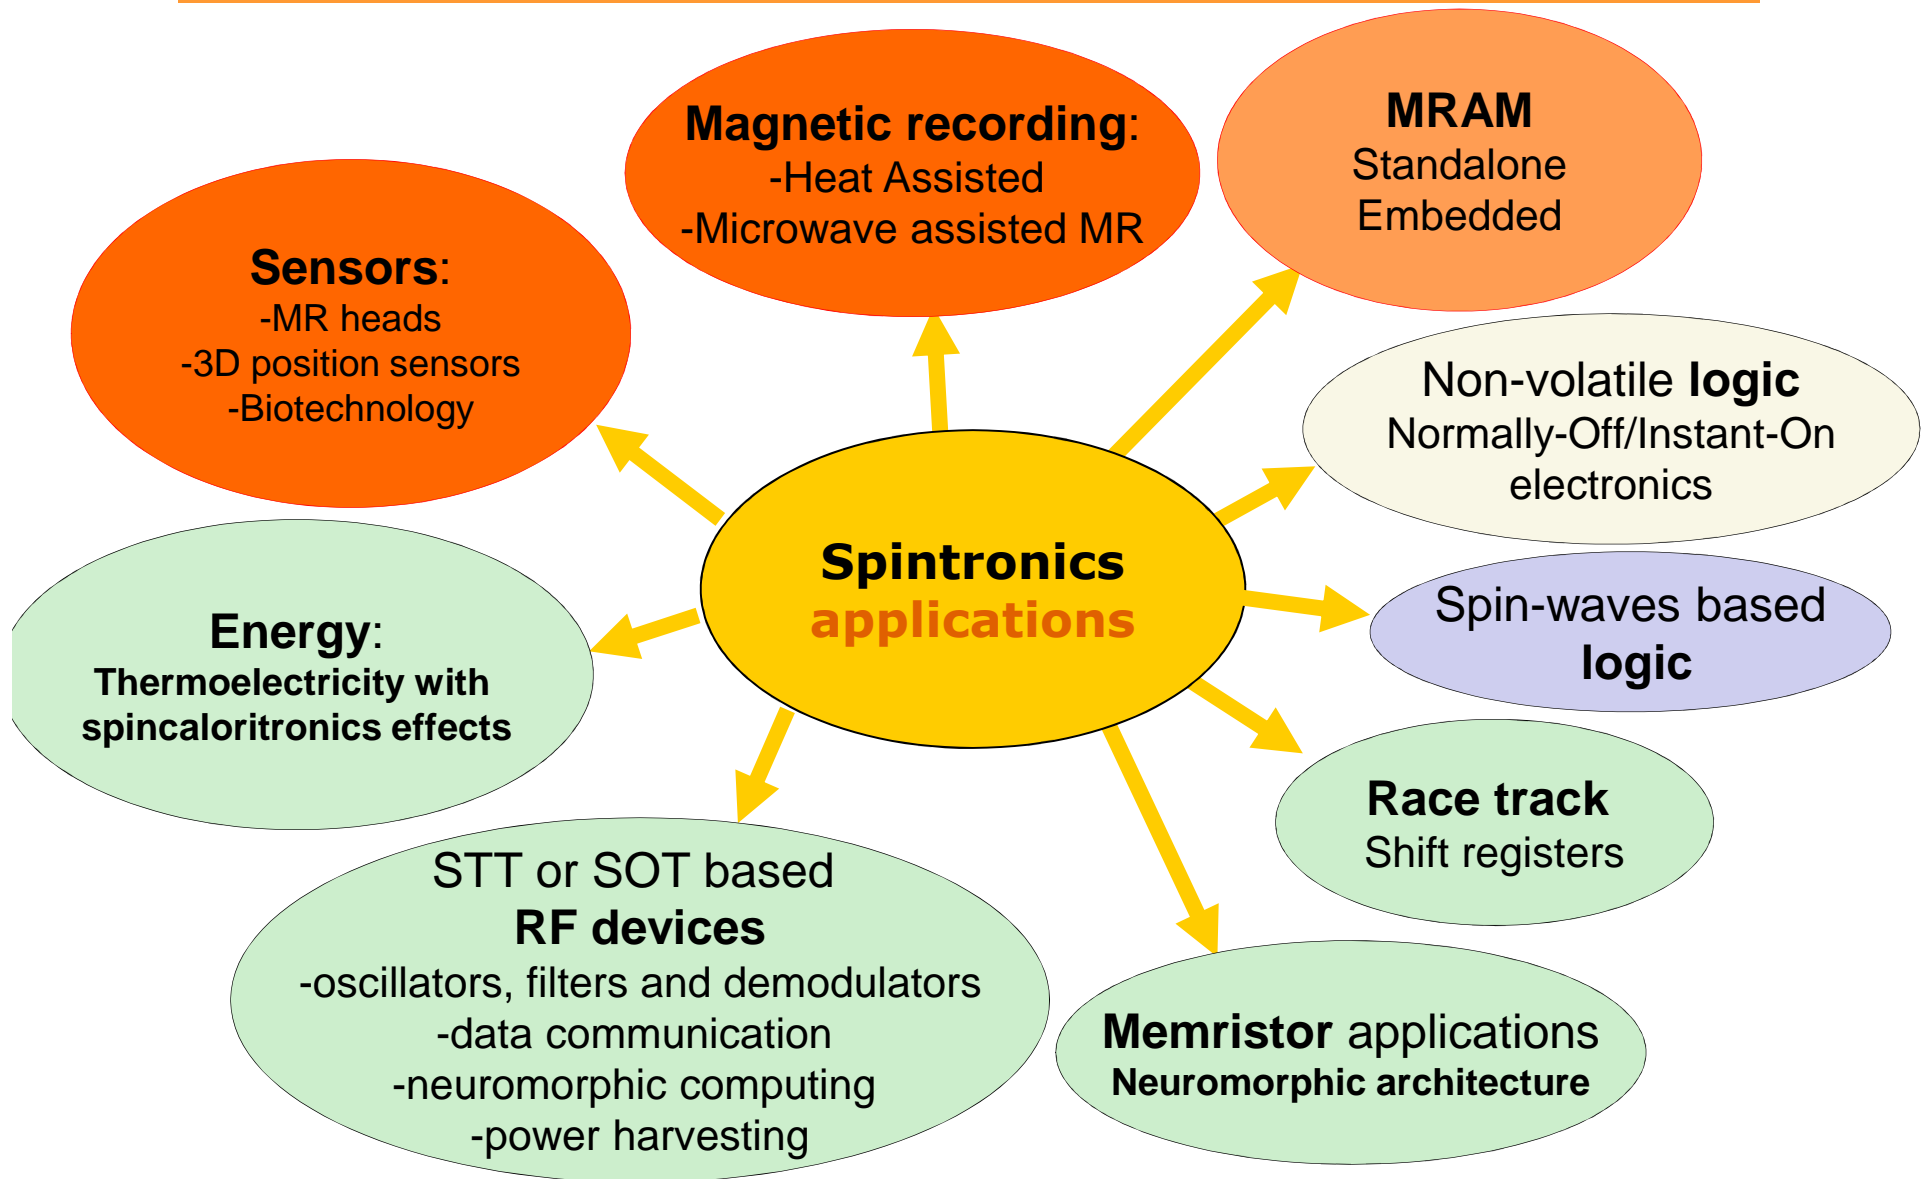 Magnetic recording:
-Heat Assisted
-Microwave assisted MR
MRAM
Standalone
Embedded
Sensors:
-MR heads
-3D position sensors
-Biotechnology
Non-volatile logic
Normally-Off/Instant-On
electronics
Spintronics
applications
Spin-waves based
logic
Energy:
Thermoelectricity with
spincaloritronics effects
Race track
Shift registers
STT or SOT based
RF devices
-oscillators, filters and demodulators
-data communication
-neuromorphic computing
-power harvesting
Memristor applications
Neuromorphic architecture